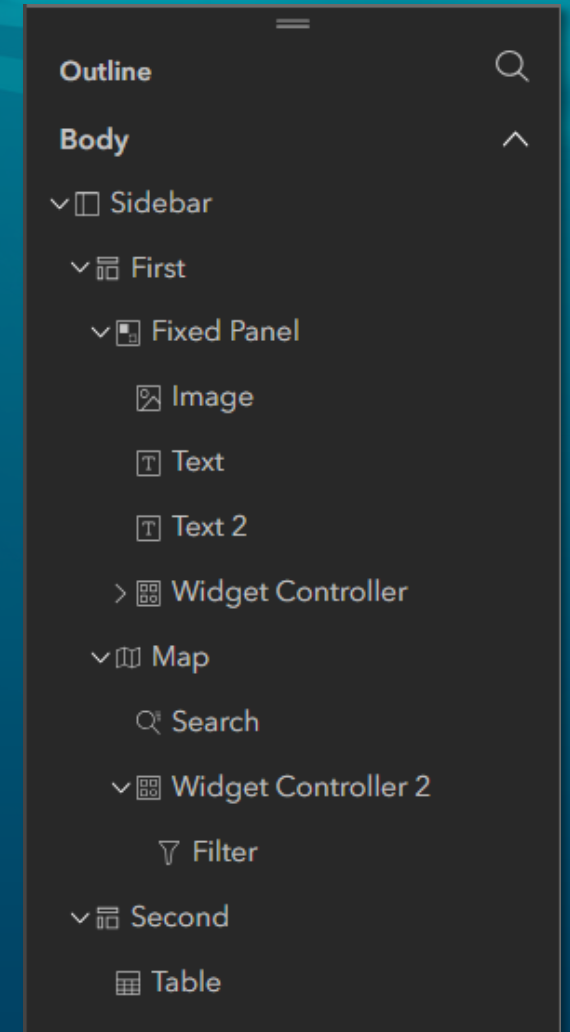 Outline
Body
Sidebar
First
Fixed Panel
Image
Text
Text 2
Widget Controller
Map
Search
Widget Controller 2
Filter
Second
Table